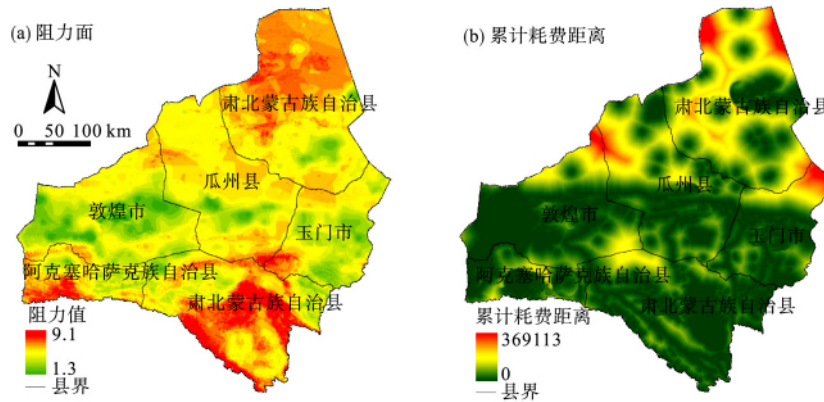 (a) 阻力面
N
0 50 100 km
肃北蒙古族自治县
瓜州县
敦煌市
玉门市
阿克塞哈萨克族自治县
肃北蒙古族自治县
阻力值
9.1
1.3
县界
(b) 累计耗费距离
肃北蒙古族自治县
瓜州县
敦煌市
玉门市
阿克塞哈萨克族自治县
肃北蒙古族自治县
累计耗费距离
369113
0
县界